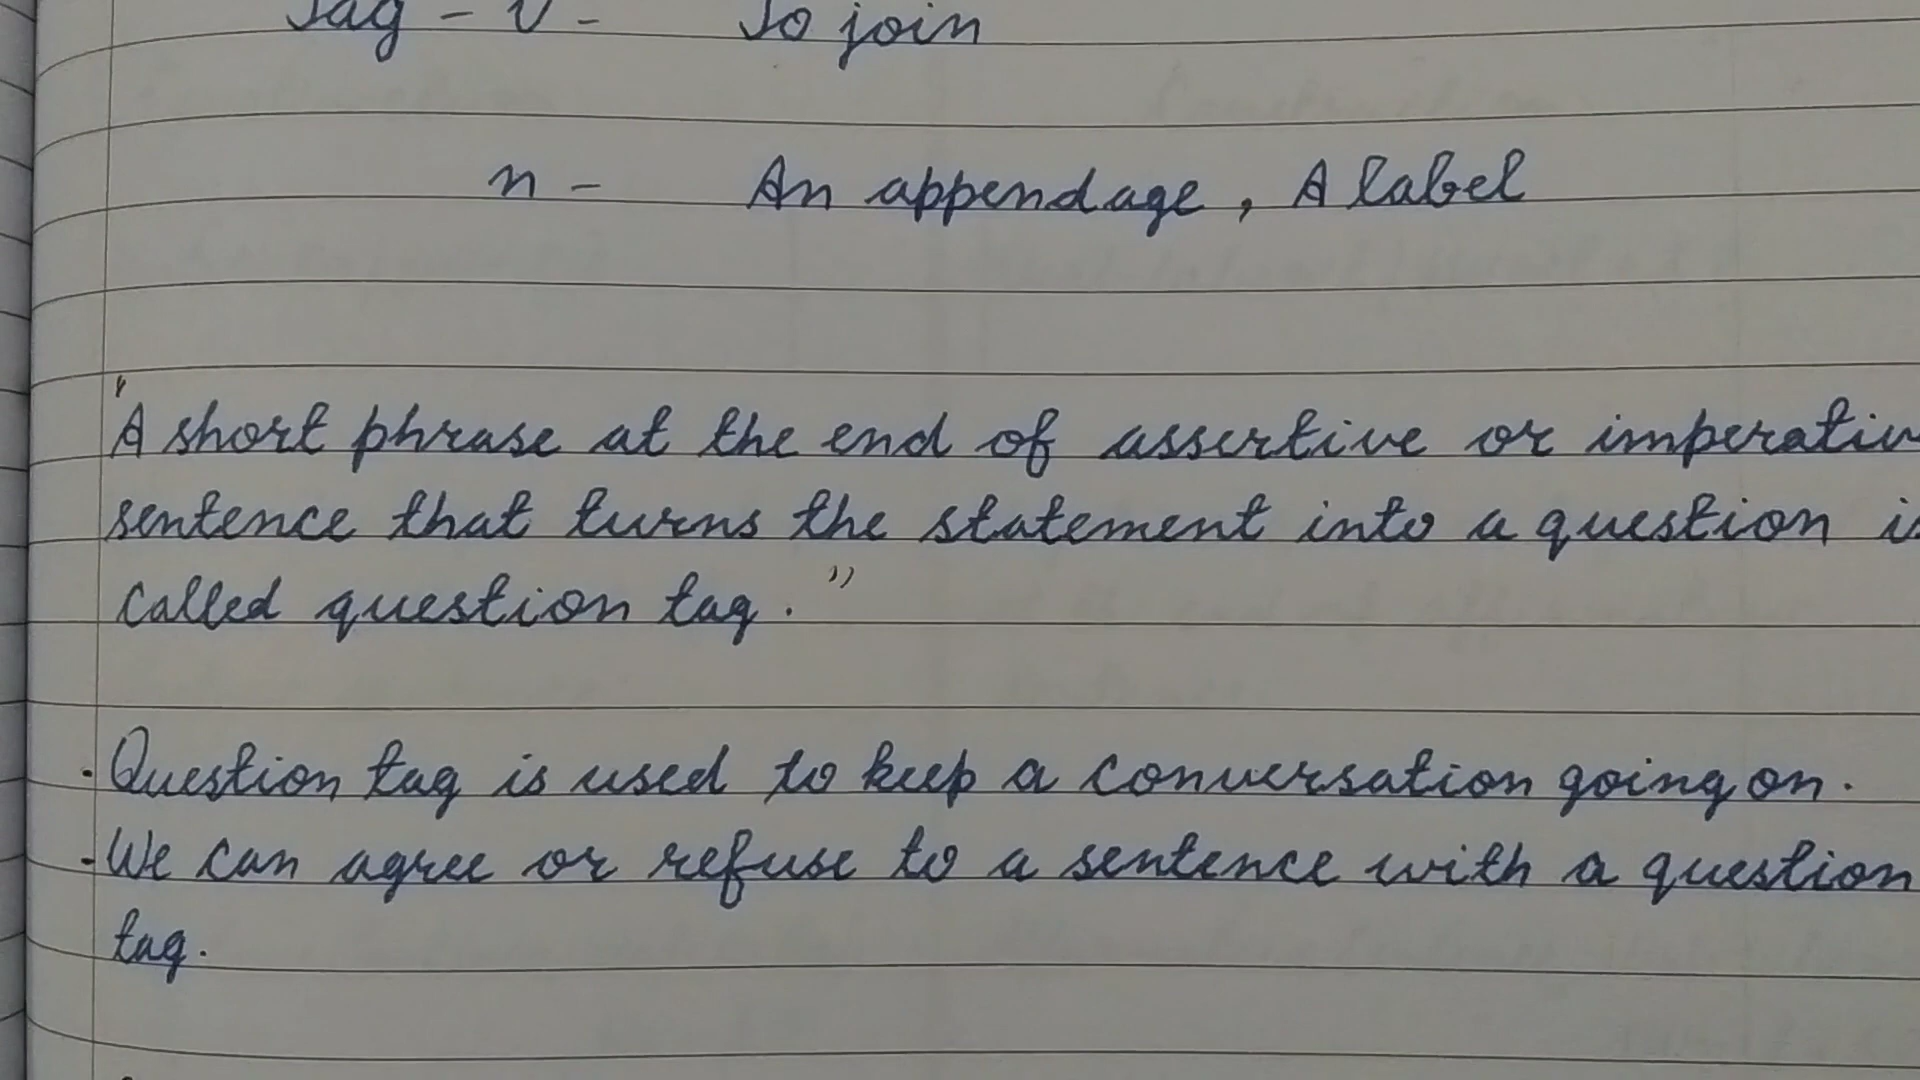 Tag - v - To join
n - An appendage, A label
"A short phrase at the end of assertive or imperativ
sentence that turns the statement into a question is
called question tag."
. Question tag is used to keep a conversation going on.
- We can agree or refuse to a sentence with a question
tag.